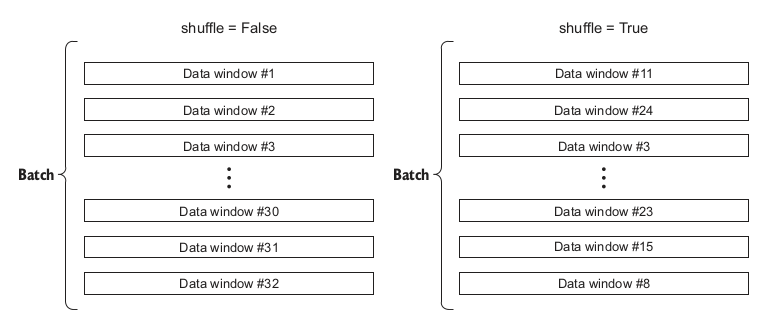 shuffle = False
Batch
Data window #1
Data window #2
Data window #3
Data window #30
Data window #31
Data window #32
shuffle = True
Batch
Data window #11
Data window #24
Data window #3
Data window #23
Data window #15
Data window #8